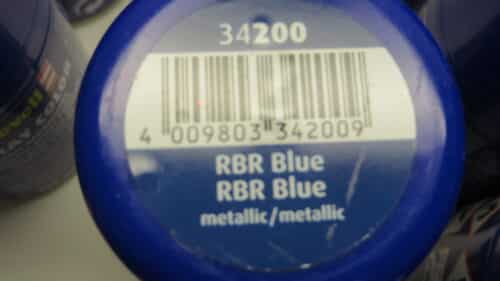 34200
4 009803 342009
RBR Blue
RBR Blue
metallic/metallic